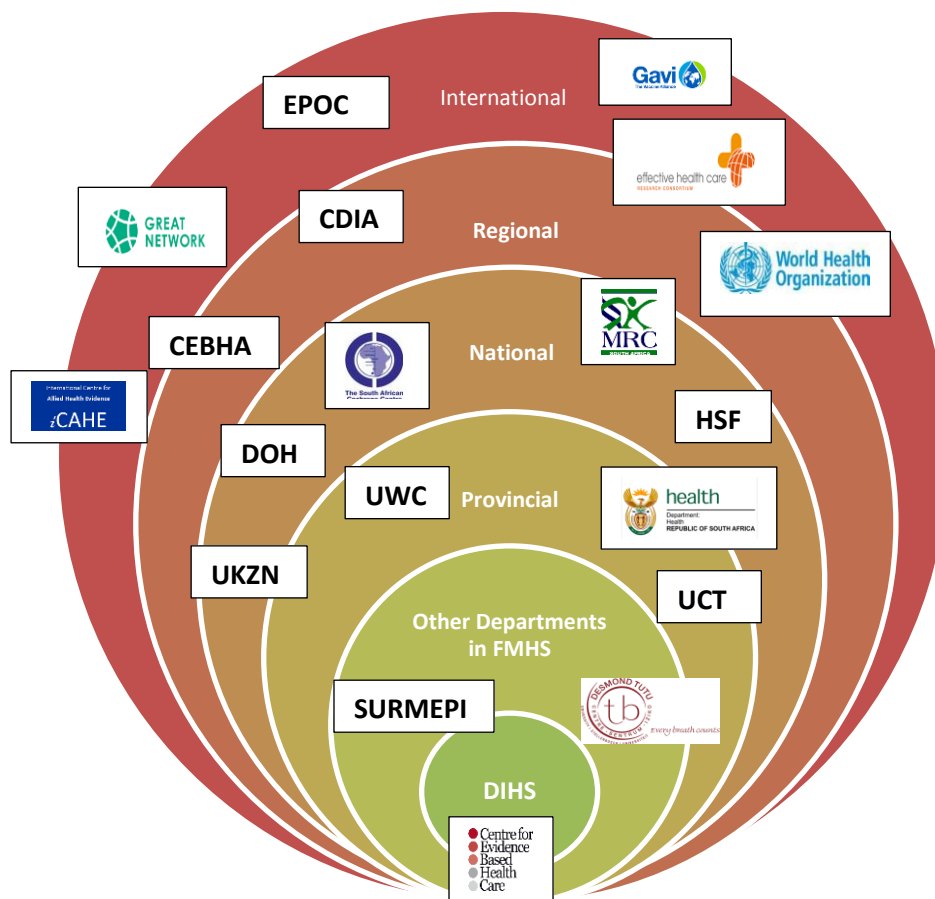 Gavi
The Vaccine Alliance
EPOC
International
effective health care
RESEARCH CONSORTIUM
GREAT
NETWORK
CDIA
Regional
World Health
Organization
MRC
SOUTH AFRICA
CEBHA
National
The South African
International Centre for
Allied Health Evidence
iCAHE
HSF
DOH
UWC
Provincial
health
Department:
Health
REPUBLIC OF SOUTH AFRICA
UKZN
UCT
Other Departments
in FMHS
DESMOND TUTU
tb
Every breath counts
SURMEPI
DIHS
Centre for
Evidence
Based
Health
Care